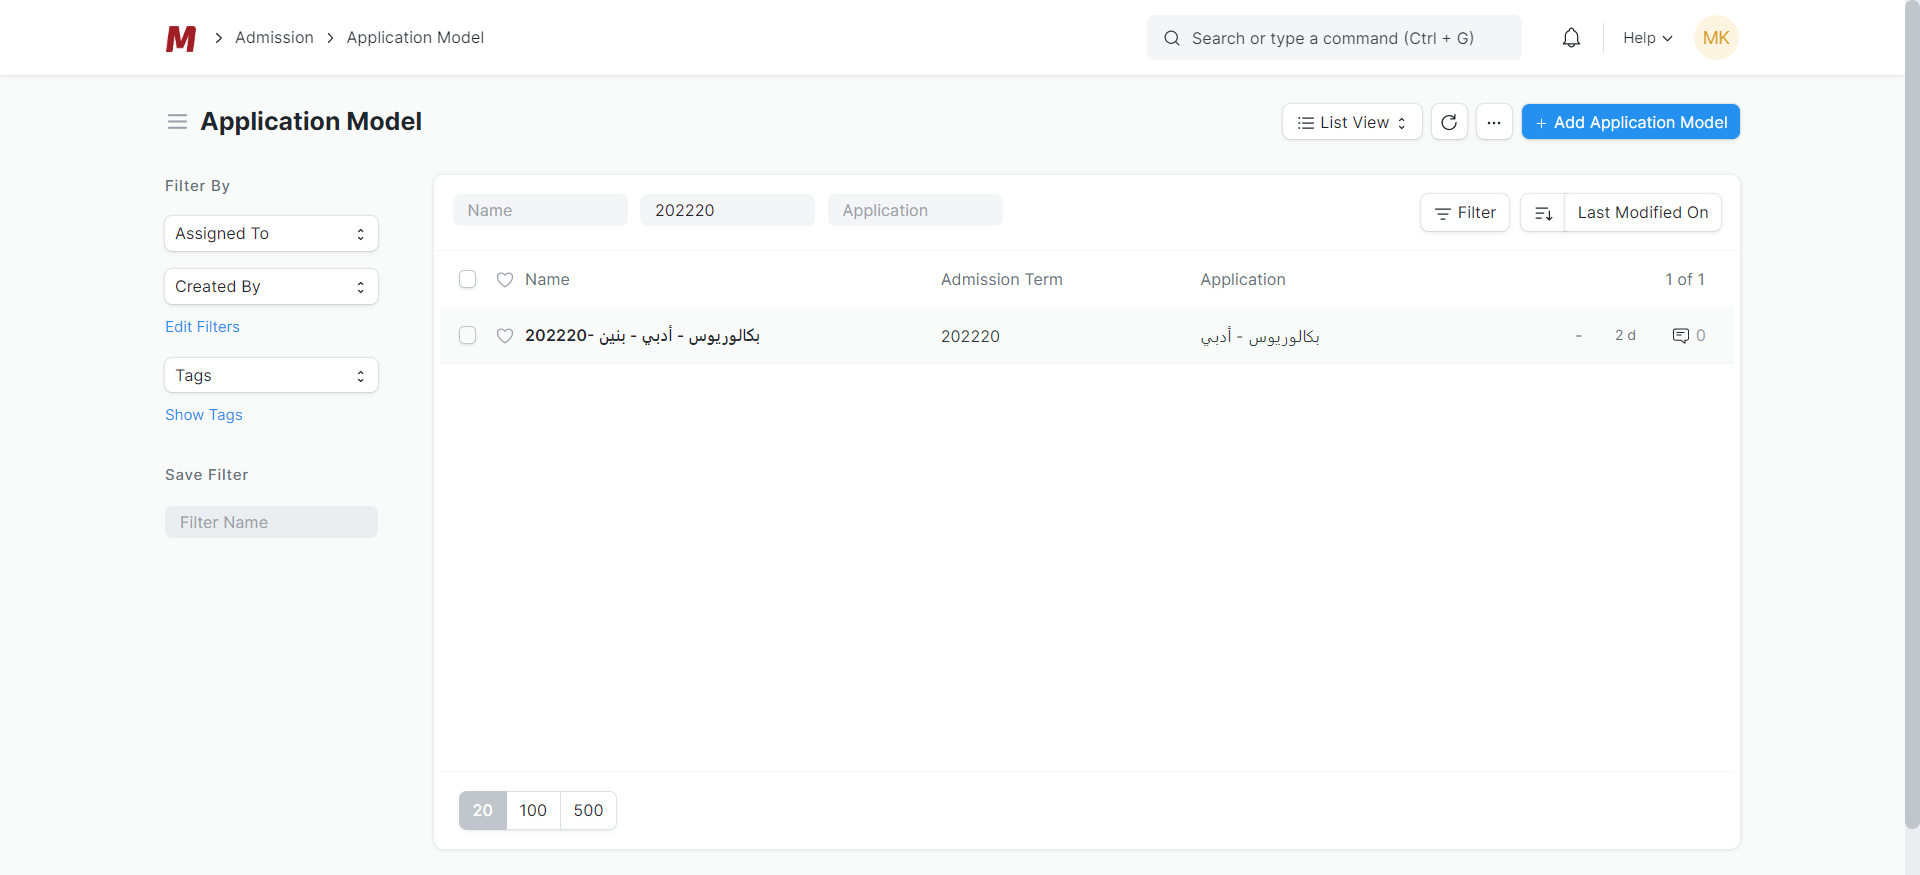 M
Admission
Application Model
Search or type a command (Ctrl + G)
Help
MK
Application Model
List View
+ Add Application Model
Filter By
Assigned To
Created By
Edit Filters
Tags
Show Tags
Save Filter
Filter Name
Name
202220
Application
Filter
Last Modified On
Name
Admission Term
Application
1 of 1
بكالوريوس - أدبي - بنين -202220
202220
بكالوريوس - أدبي
-
2 d
0
20
100
500